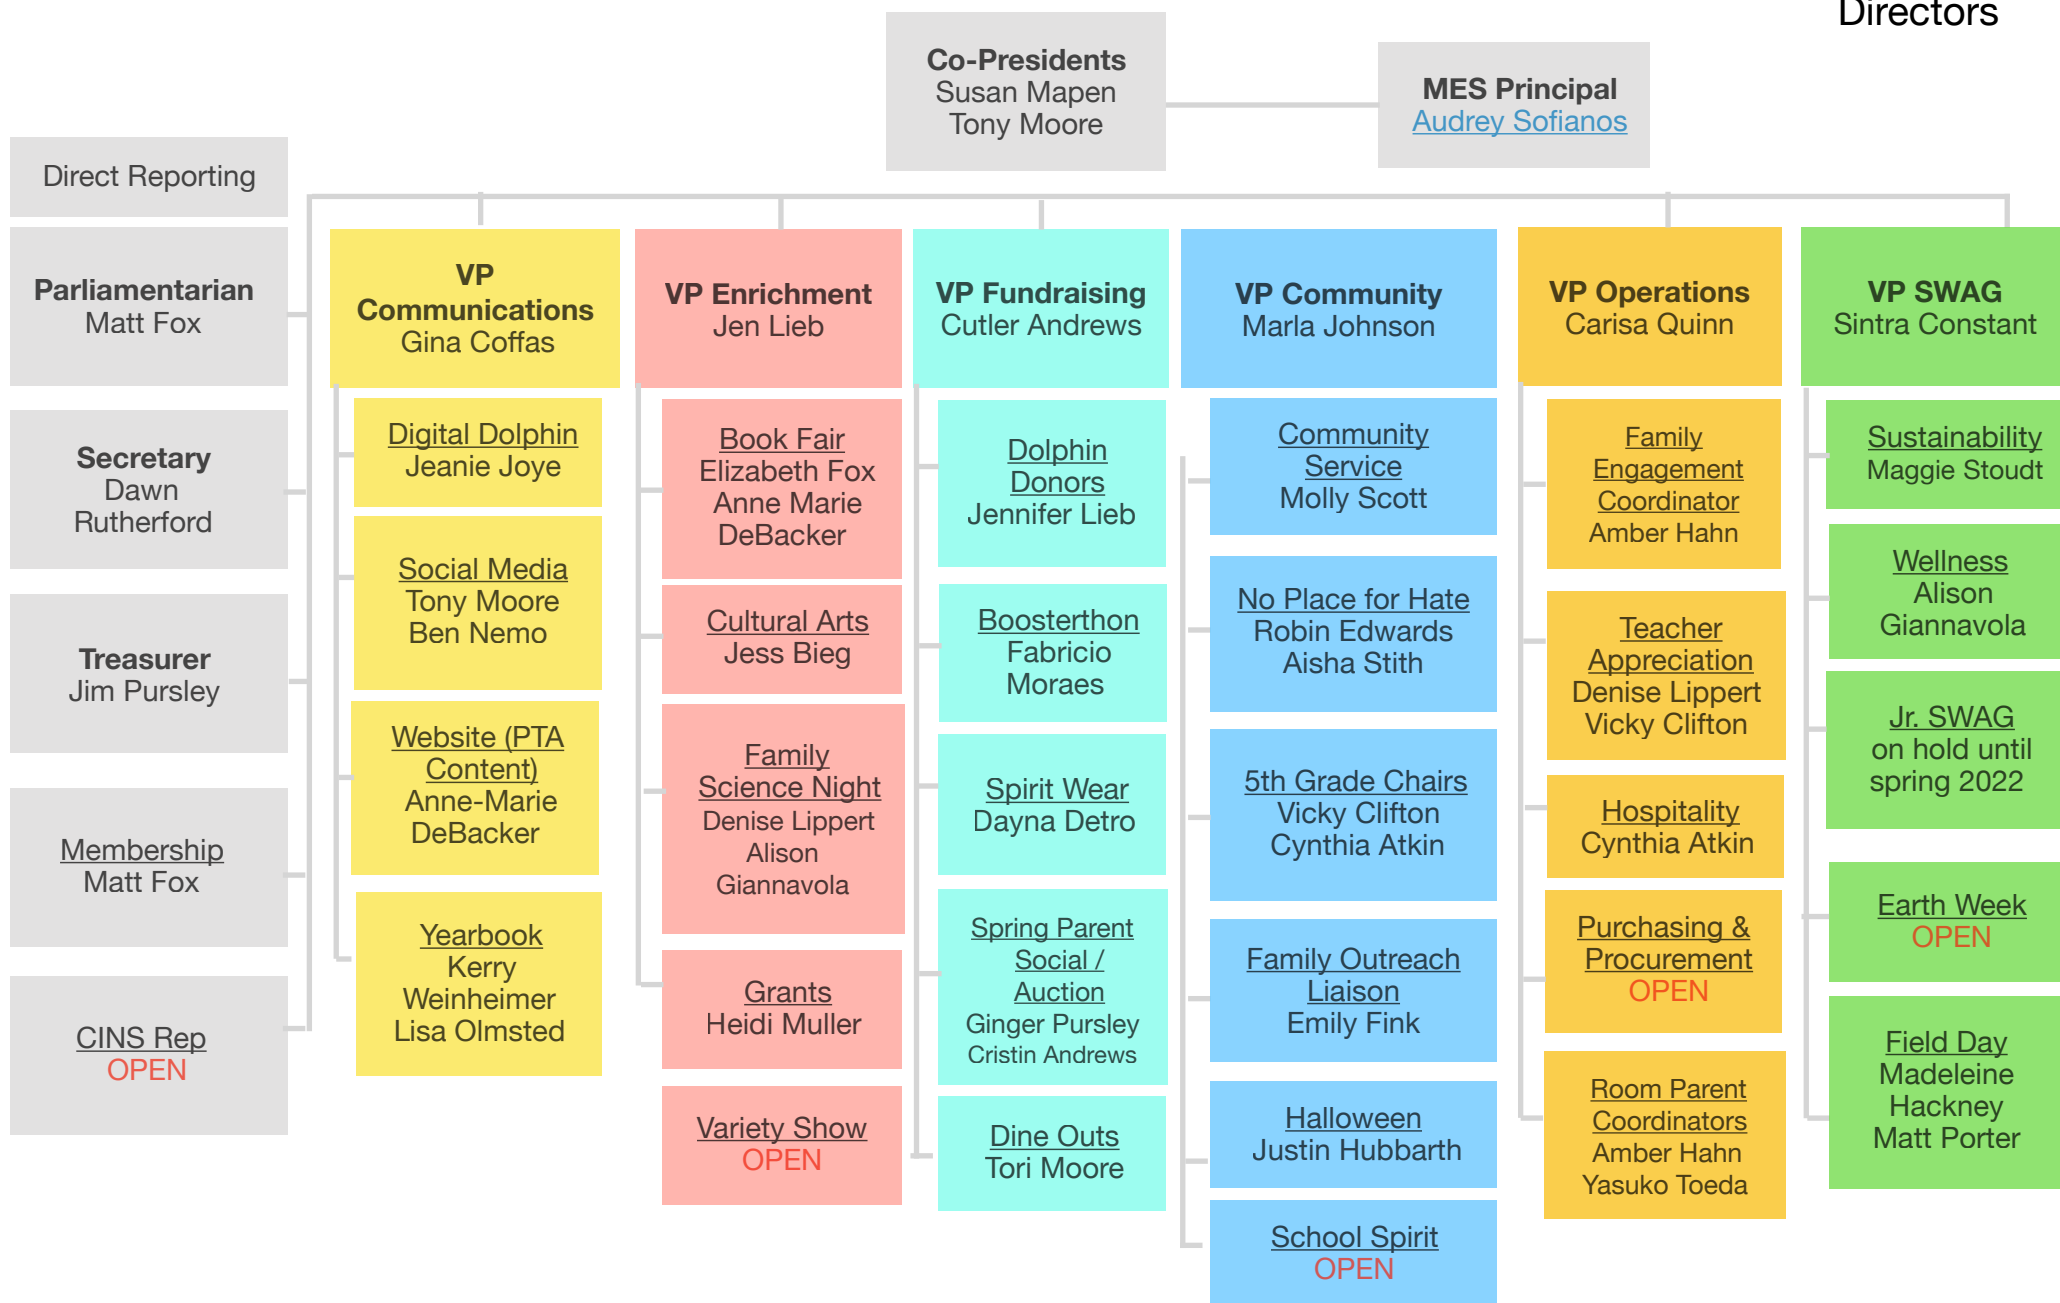 Directors
Co-Presidents
Susan Mapen
Tony Moore
MES Principal
Audrey Sofianos
Direct Reporting
Parliamentarian
Matt Fox
Secretary
Dawn
Rutherford
Treasurer
Jim Pursley
Membership
Matt Fox
CINS Rep
OPEN
VP
Communications
Gina Coffas
Digital Dolphin
Jeanie Joye
Social Media
Tony Moore
Ben Nemo
Website (PTA
Content)
Anne-Marie
DeBacker
Yearbook
Kerry
Weinheimer
Lisa Olmsted
VP Enrichment
Jen Lieb
Book Fair
Elizabeth Fox
Anne Marie
DeBacker
Cultural Arts
Jess Bieg
Family
Science Night
Denise Lippert
Alison
Giannavola
Grants
Heidi Muller
Variety Show
OPEN
VP Fundraising
Cutler Andrews
Dolphin
Donors
Jennifer Lieb
Boosterthon
Fabricio
Moraes
Spirit Wear
Dayna Detro
Spring Parent
Social /
Auction
Ginger Pursley
Cristin Andrews
Dine Outs
Tori Moore
VP Community
Marla Johnson
Community
Service
Molly Scott
No Place for Hate
Robin Edwards
Aisha Stith
5th Grade Chairs
Vicky Clifton
Cynthia Atkin
Family Outreach
Liaison
Emily Fink
Halloween
Justin Hubbarth
School Spirit
OPEN
VP Operations
Carisa Quinn
Family
Engagement
Coordinator
Amber Hahn
Teacher
Appreciation
Denise Lippert
Vicky Clifton
Hospitality
Cynthia Atkin
Purchasing &
Procurement
OPEN
Room Parent
Coordinators
Amber Hahn
Yasuko Toeda
VP SWAG
Sintra Constant
Sustainability
Maggie Stoudt
Wellness
Alison
Giannavola
Jr. SWAG
on hold until
spring 2022
Earth Week
OPEN
Field Day
Madeleine
Hackney
Matt Porter